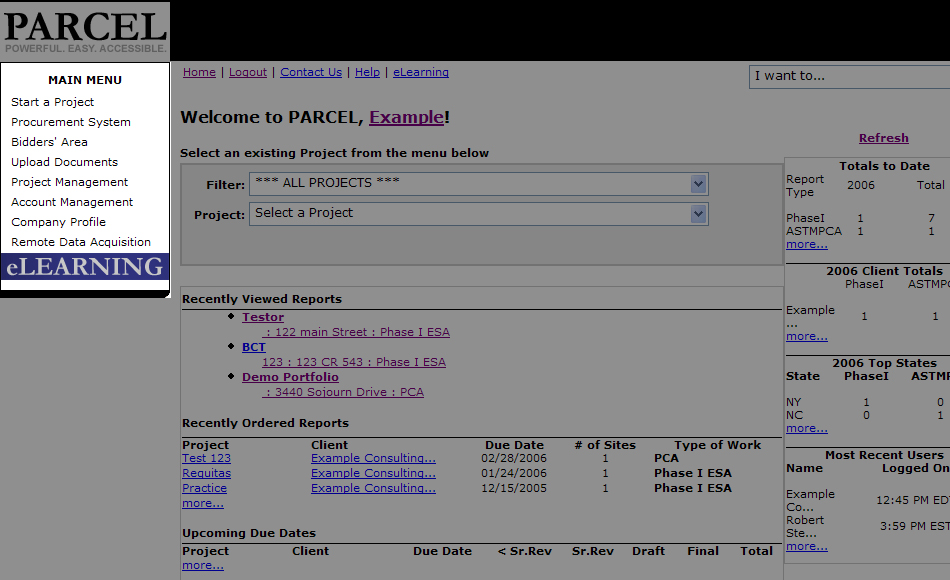 PARCEL
POWERFUL. EASY. ACCESSIBLE.
MAIN MENU
Start a Project
Procurement System
Bidders' Area
Upload Documents
Project Management
Account Management
Company Profile
Remote Data Acquisition
eLEARNING
Home | Logout | Contact Us | Help | eLearning
I want to...
Welcome to PARCEL, Example!
Select an existing Project from the menu below
Filter: *** ALL PROJECTS ***
Project: Select a Project
Recently Viewed Reports
Testor
: 122 main Street : Phase I ESA
BCT
123 : 123 CR 543 : Phase I ESA
Demo Portfolio
: 3440 Sojourn Drive : PCA
Recently Ordered Reports
Project Client Due Date # of Sites Type of Work
Test 123 Example Consulting... 02/28/2006 1 PCA
Requitas Example Consulting... 01/24/2006 1 Phase I ESA
Practice Example Consulting... 12/15/2005 1 Phase I ESA
more...
Upcoming Due Dates
Project Client Due Date < Sr.Rev Sr.Rev Draft Final Total
more...
Refresh
Totals to Date
Report Type 2006 Total
PhaseI 1 7
ASTMPCA 1 1
more...
2006 Client Totals
PhaseI ASTMPC
Example ... 1 1
more...
2006 Top States
State PhaseI ASTMP
NY 1 0
NC 0 1
more...
Most Recent Users
Name Logged On
Example Co... 12:45 PM ED
Robert Ste... 3:59 PM EST
more...